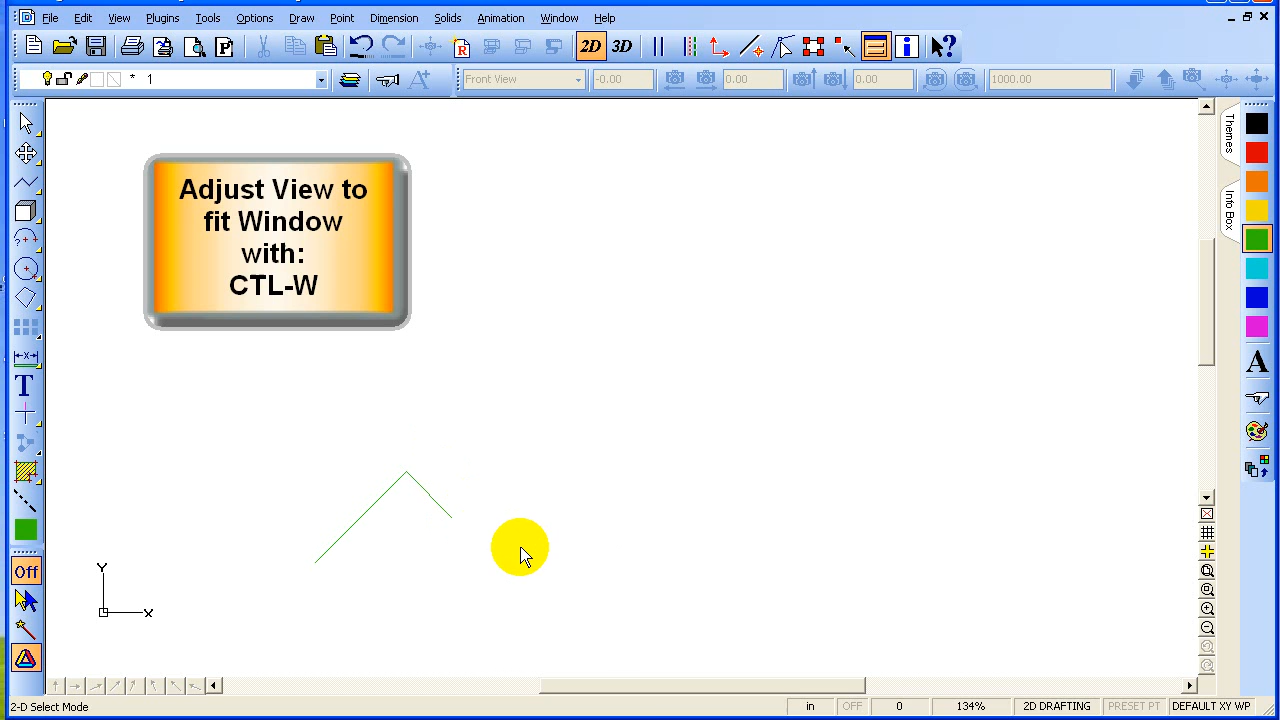 File Edit View Plugins Tools Options Draw Point Dimension Solids Animation Window Help
2D 3D
* 1
Front View -0.00 0.00 0.00 1000.00
Adjust View to
fit Window
with:
CTL-W
Themes
Info Box
T
A
Off
Y
X
2-D Select Mode in OFF 0 134% 2D DRAFTING PRESET PT DEFAULT XY WP